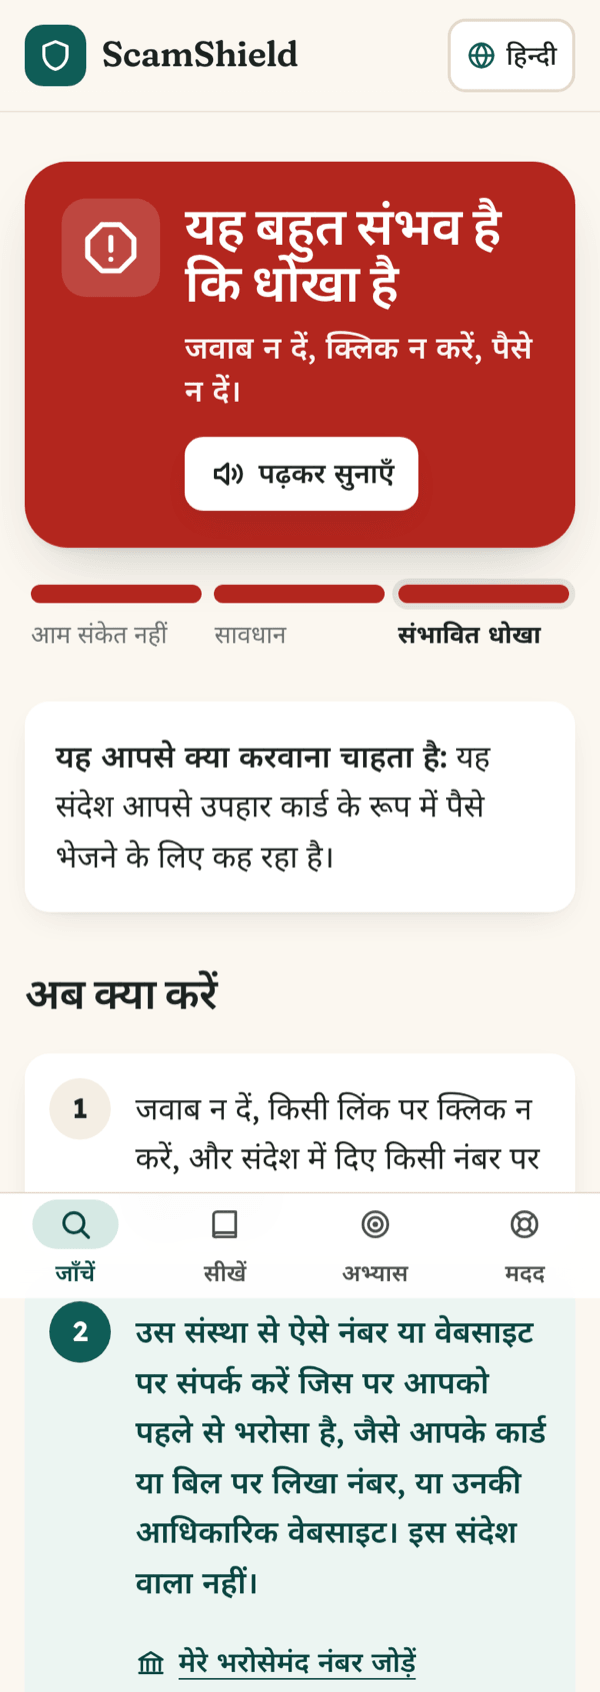 ScamShield
हिन्दी
यह बहुत संभव है
कि धोखा है
जवाब न दें, क्लिक न करें, पैसे
न दें।
पढ़कर सुनाएँ
आम संकेत नहीं
सावधान
संभावित धोखा
यह आपसे क्या करवाना चाहता है: यह
संदेश आपसे उपहार कार्ड के रूप में पैसे
भेजने के लिए कह रहा है।
अब क्या करें
1
जवाब न दें, किसी लिंक पर क्लिक न
करें, और संदेश में दिए किसी नंबर पर
जाँचें
सीखें
अभ्यास
मदद
2
उस संस्था से ऐसे नंबर या वेबसाइट
पर संपर्क करें जिस पर आपको
पहले से भरोसा है, जैसे आपके कार्ड
या बिल पर लिखा नंबर, या उनकी
आधिकारिक वेबसाइट। इस संदेश
वाला नहीं।
मेरे भरोसेमंद नंबर जोड़ें